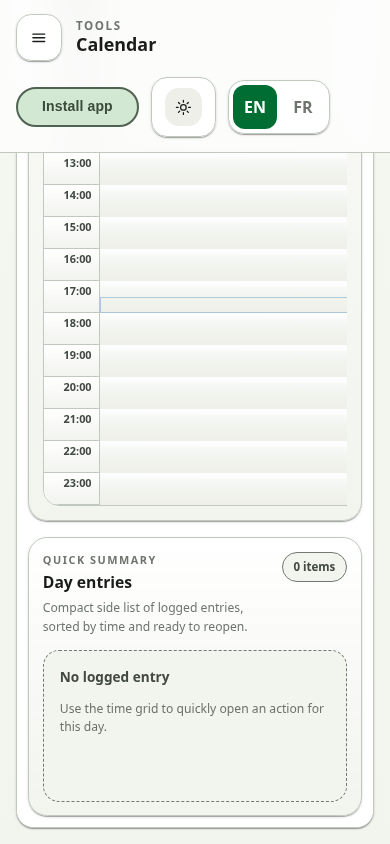 TOOLS
Calendar
Install app
EN
FR
13:00
14:00
15:00
16:00
17:00
18:00
19:00
20:00
21:00
22:00
23:00
QUICK SUMMARY
Day entries
0 items
Compact side list of logged entries,
sorted by time and ready to reopen.
No logged entry
Use the time grid to quickly open an action for
this day.